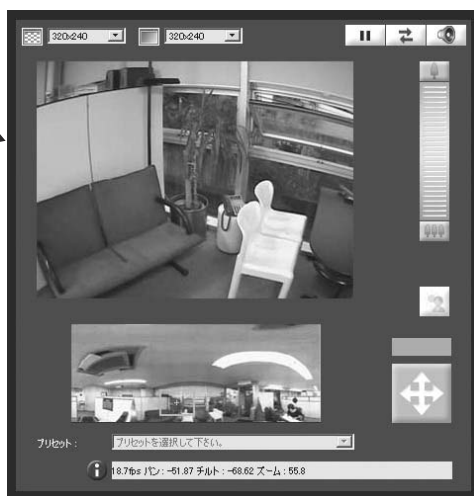 320x240 320x240
プリセット : プリセットを選択して下さい。
18.7fps パン : -51.87 チルト : -68.62 ズーム : 55.8